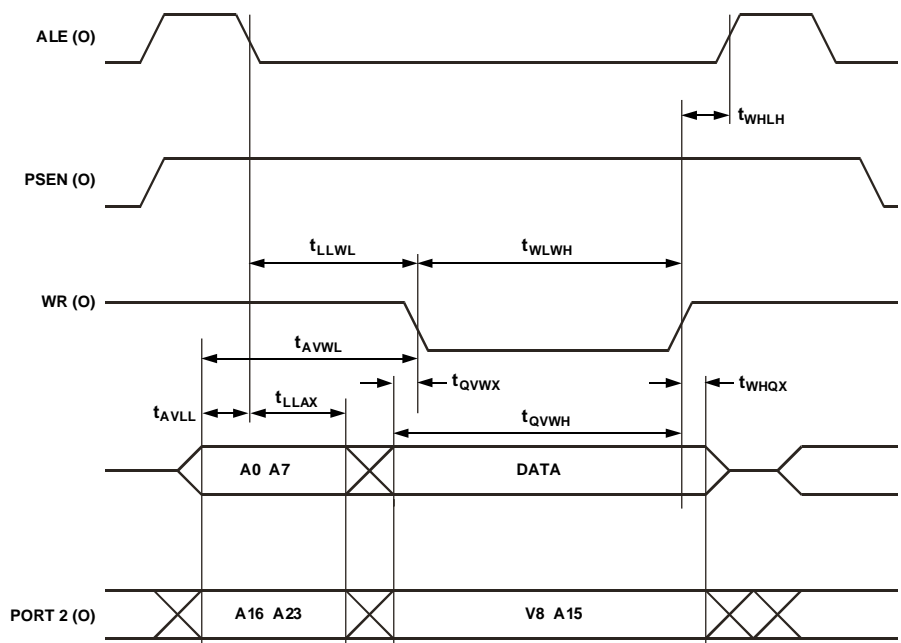 ALE (O)
tWHLH
PSEN (O)
tLLWL
tWLWH
WR (O)
tAVWL
tQVWX
tWHQX
tAVLL
tLLAX
tQVWH
A0 A7
DATA
PORT 2 (O)
A16 A23
V8 A15